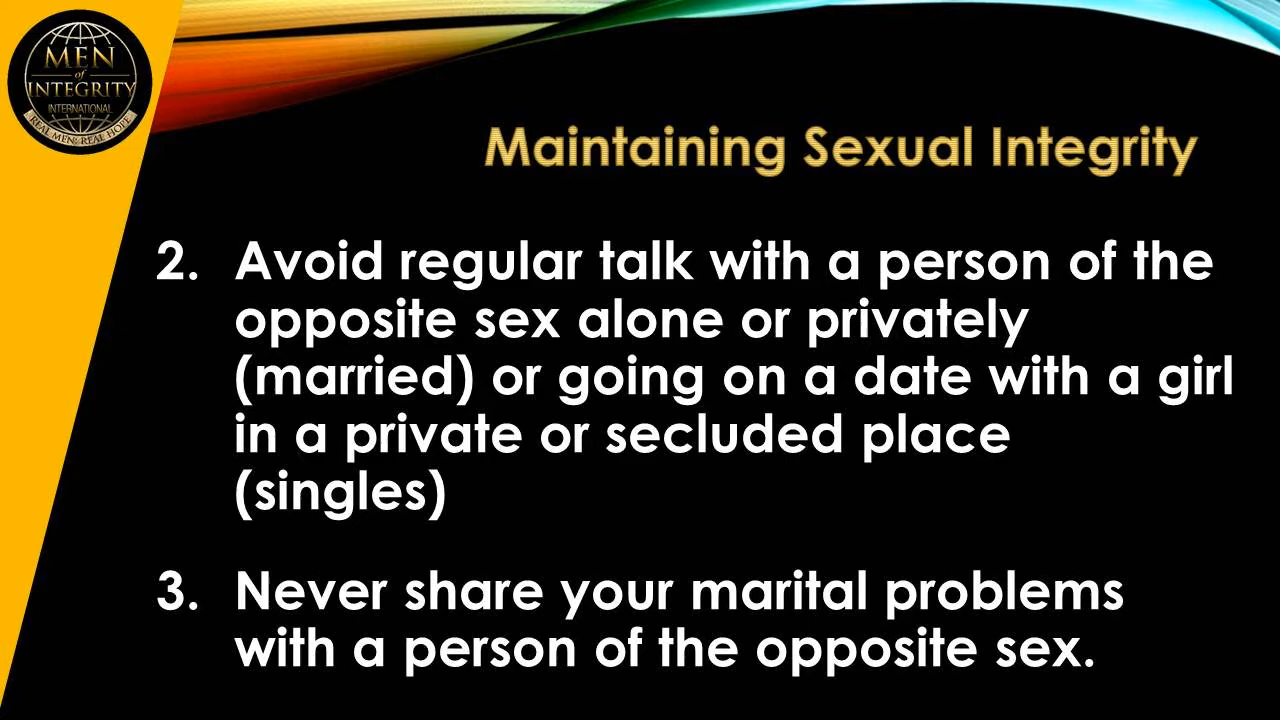 MEN
of
INTEGRITY
INTERNATIONAL
REAL MEN; REAL HOPE
Maintaining Sexual Integrity
2. Avoid regular talk with a person of the
opposite sex alone or privately
(married) or going on a date with a girl
in a private or secluded place
(singles)
3. Never share your marital problems
with a person of the opposite sex.